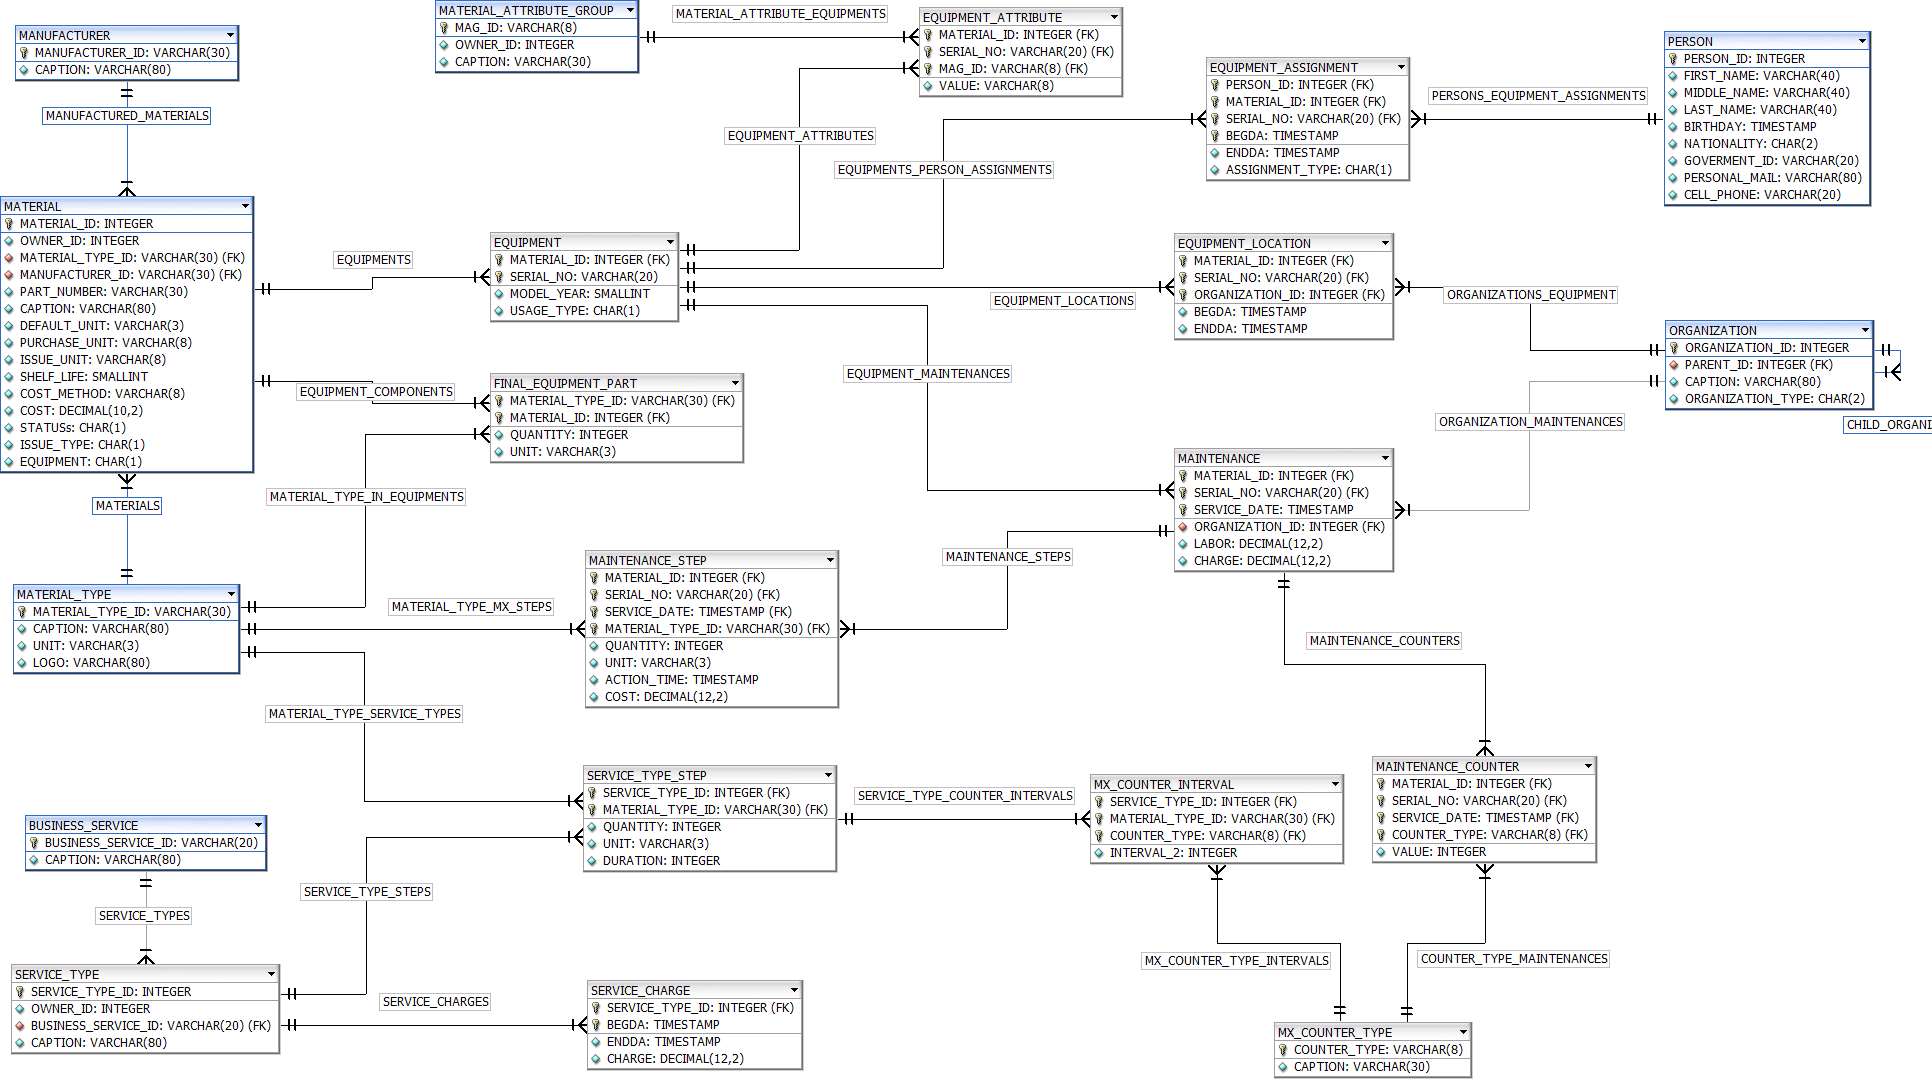 MANUFACTURER
MANUFACTURER_ID: VARCHAR(30)
CAPTION: VARCHAR(80)
MANUFACTURED_MATERIALS
MATERIAL
MATERIAL_ID: INTEGER
OWNER_ID: INTEGER
MATERIAL_TYPE_ID: VARCHAR(30) (FK)
MANUFACTURER_ID: VARCHAR(30) (FK)
PART_NUMBER: VARCHAR(30)
CAPTION: VARCHAR(80)
DEFAULT_UNIT: VARCHAR(3)
PURCHASE_UNIT: VARCHAR(8)
ISSUE_UNIT: VARCHAR(8)
SHELF_LIFE: SMALLINT
COST_METHOD: VARCHAR(8)
COST: DECIMAL(10,2)
STATUSs: CHAR(1)
ISSUE_TYPE: CHAR(1)
EQUIPMENT: CHAR(1)
MATERIALS
MATERIAL_TYPE
MATERIAL_TYPE_ID: VARCHAR(30)
CAPTION: VARCHAR(80)
UNIT: VARCHAR(3)
LOGO: VARCHAR(80)
BUSINESS_SERVICE
BUSINESS_SERVICE_ID: VARCHAR(20)
CAPTION: VARCHAR(80)
SERVICE_TYPES
SERVICE_TYPE
SERVICE_TYPE_ID: INTEGER
OWNER_ID: INTEGER
BUSINESS_SERVICE_ID: VARCHAR(20) (FK)
CAPTION: VARCHAR(80)
MATERIAL_ATTRIBUTE_GROUP
MAG_ID: VARCHAR(8)
OWNER_ID: INTEGER
CAPTION: VARCHAR(30)
MATERIAL_ATTRIBUTE_EQUIPMENTS
EQUIPMENT_ATTRIBUTE
MATERIAL_ID: INTEGER (FK)
SERIAL_NO: VARCHAR(20) (FK)
MAG_ID: VARCHAR(8) (FK)
VALUE: VARCHAR(8)
EQUIPMENT_ATTRIBUTES
EQUIPMENTS_PERSON_ASSIGNMENTS
EQUIPMENTS
EQUIPMENT
MATERIAL_ID: INTEGER (FK)
SERIAL_NO: VARCHAR(20)
MODEL_YEAR: SMALLINT
USAGE_TYPE: CHAR(1)
EQUIPMENT_LOCATIONS
EQUIPMENT_MAINTENANCES
EQUIPMENT_COMPONENTS
FINAL_EQUIPMENT_PART
MATERIAL_TYPE_ID: VARCHAR(30) (FK)
MATERIAL_ID: INTEGER (FK)
QUANTITY: INTEGER
UNIT: VARCHAR(3)
MATERIAL_TYPE_IN_EQUIPMENTS
MATERIAL_TYPE_MX_STEPS
MAINTENANCE_STEP
MATERIAL_ID: INTEGER (FK)
SERIAL_NO: VARCHAR(20) (FK)
SERVICE_DATE: TIMESTAMP (FK)
MATERIAL_TYPE_ID: VARCHAR(30) (FK)
QUANTITY: INTEGER
UNIT: VARCHAR(3)
ACTION_TIME: TIMESTAMP
COST: DECIMAL(12,2)
MAINTENANCE_STEPS
MATERIAL_TYPE_SERVICE_TYPES
SERVICE_TYPE_STEP
SERVICE_TYPE_ID: INTEGER (FK)
MATERIAL_TYPE_ID: VARCHAR(30) (FK)
QUANTITY: INTEGER
UNIT: VARCHAR(3)
DURATION: INTEGER
SERVICE_TYPE_STEPS
SERVICE_CHARGES
SERVICE_CHARGE
SERVICE_TYPE_ID: INTEGER (FK)
BEGDA: TIMESTAMP
ENDDA: TIMESTAMP
CHARGE: DECIMAL(12,2)
EQUIPMENT_ASSIGNMENT
PERSON_ID: INTEGER (FK)
MATERIAL_ID: INTEGER (FK)
SERIAL_NO: VARCHAR(20) (FK)
BEGDA: TIMESTAMP
ENDDA: TIMESTAMP
ASSIGNMENT_TYPE: CHAR(1)
PERSONS_EQUIPMENT_ASSIGNMENTS
PERSON
PERSON_ID: INTEGER
FIRST_NAME: VARCHAR(40)
MIDDLE_NAME: VARCHAR(40)
LAST_NAME: VARCHAR(40)
BIRTHDAY: TIMESTAMP
NATIONALITY: CHAR(2)
GOVERMENT_ID: VARCHAR(20)
PERSONAL_MAIL: VARCHAR(80)
CELL_PHONE: VARCHAR(20)
EQUIPMENT_LOCATION
MATERIAL_ID: INTEGER (FK)
SERIAL_NO: VARCHAR(20) (FK)
ORGANIZATION_ID: INTEGER (FK)
BEGDA: TIMESTAMP
ENDDA: TIMESTAMP
ORGANIZATIONS_EQUIPMENT
ORGANIZATION
ORGANIZATION_ID: INTEGER
PARENT_ID: INTEGER (FK)
CAPTION: VARCHAR(80)
ORGANIZATION_TYPE: CHAR(2)
CHILD_ORGANI
ORGANIZATION_MAINTENANCES
MAINTENANCE
MATERIAL_ID: INTEGER (FK)
SERIAL_NO: VARCHAR(20) (FK)
SERVICE_DATE: TIMESTAMP
ORGANIZATION_ID: INTEGER (FK)
LABOR: DECIMAL(12,2)
CHARGE: DECIMAL(12,2)
MAINTENANCE_COUNTERS
SERVICE_TYPE_COUNTER_INTERVALS
MX_COUNTER_INTERVAL
SERVICE_TYPE_ID: INTEGER (FK)
MATERIAL_TYPE_ID: VARCHAR(30) (FK)
COUNTER_TYPE: VARCHAR(8) (FK)
INTERVAL_2: INTEGER
MAINTENANCE_COUNTER
MATERIAL_ID: INTEGER (FK)
SERIAL_NO: VARCHAR(20) (FK)
SERVICE_DATE: TIMESTAMP (FK)
COUNTER_TYPE: VARCHAR(8) (FK)
VALUE: INTEGER
MX_COUNTER_TYPE_INTERVALS
COUNTER_TYPE_MAINTENANCES
MX_COUNTER_TYPE
COUNTER_TYPE: VARCHAR(8)
CAPTION: VARCHAR(30)